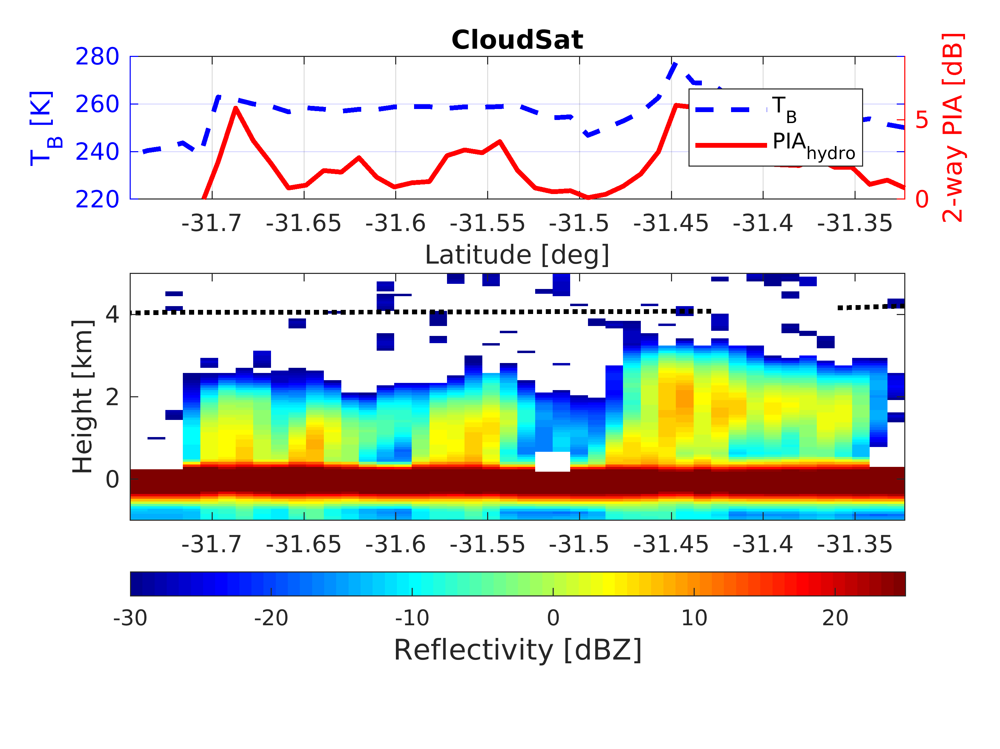 CloudSat
280
260
240
220
T_B [K]
5
0
2-way PIA [dB]
T_B
PIA_hydro
-31.7 -31.65 -31.6 -31.55 -31.5 -31.45 -31.4 -31.35
Latitude [deg]
4
2
0
Height [km]
-31.7 -31.65 -31.6 -31.55 -31.5 -31.45 -31.4 -31.35
-30 -20 -10 0 10 20
Reflectivity [dBZ]